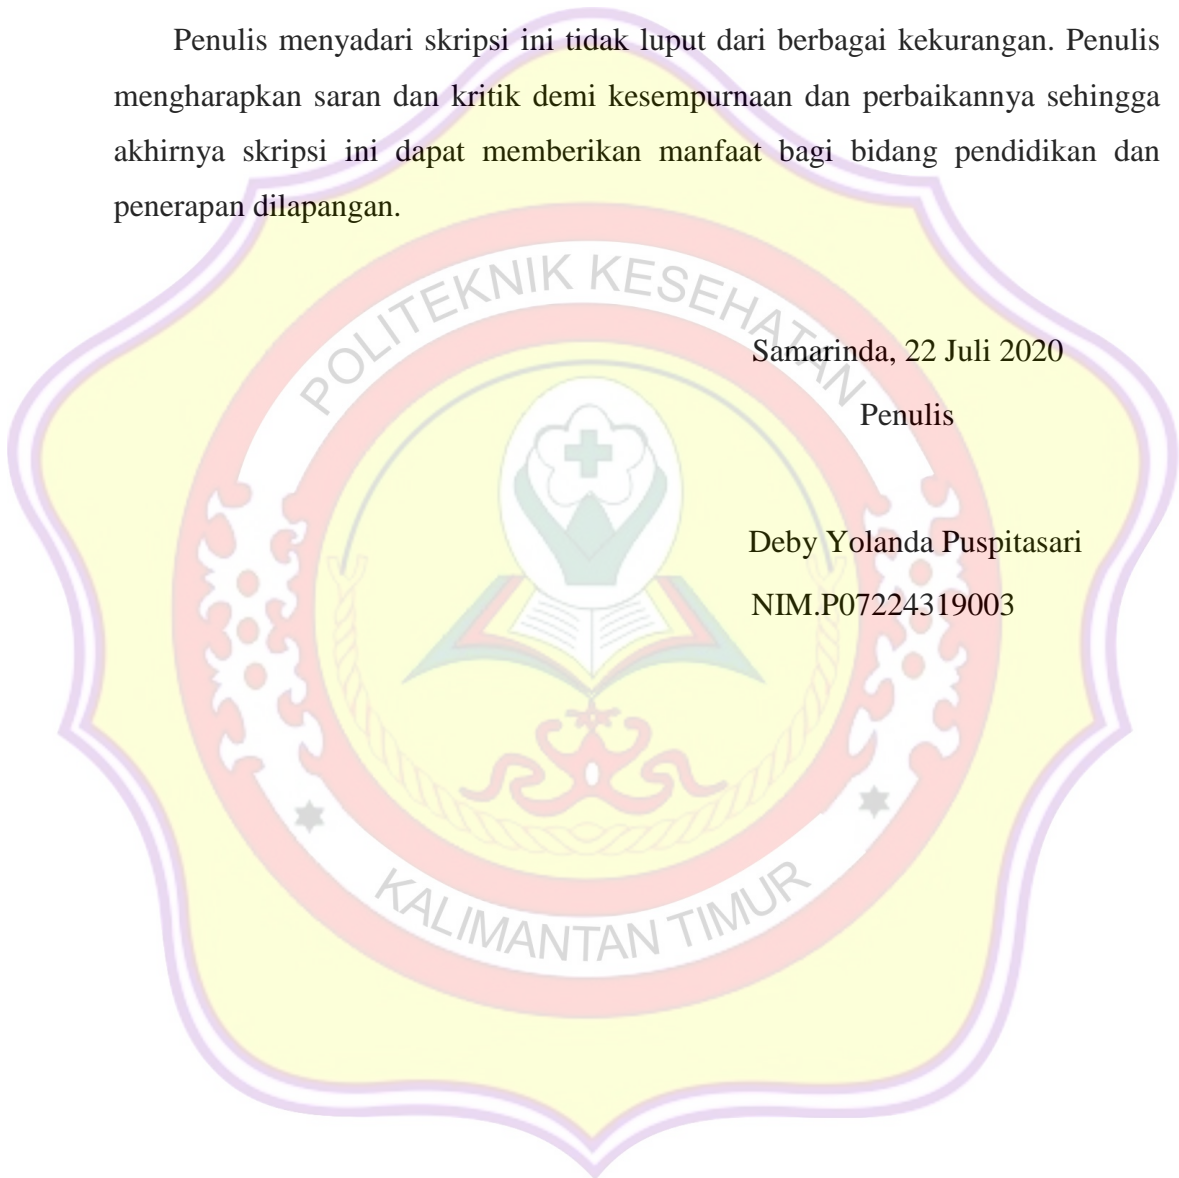 Penulis menyadari skripsi ini tidak luput dari berbagai kekurangan. Penulis
mengharapkan saran dan kritik demi kesempurnaan dan perbaikannya sehingga
akhirnya skripsi ini dapat memberikan manfaat bagi bidang pendidikan dan
penerapan dilapangan.
POLITEKNIK KESEHATAN
Samarinda, 22 Juli 2020
Penulis
Deby Yolanda Puspitasari
NIM.P07224319003
KALIMANTAN TIMUR